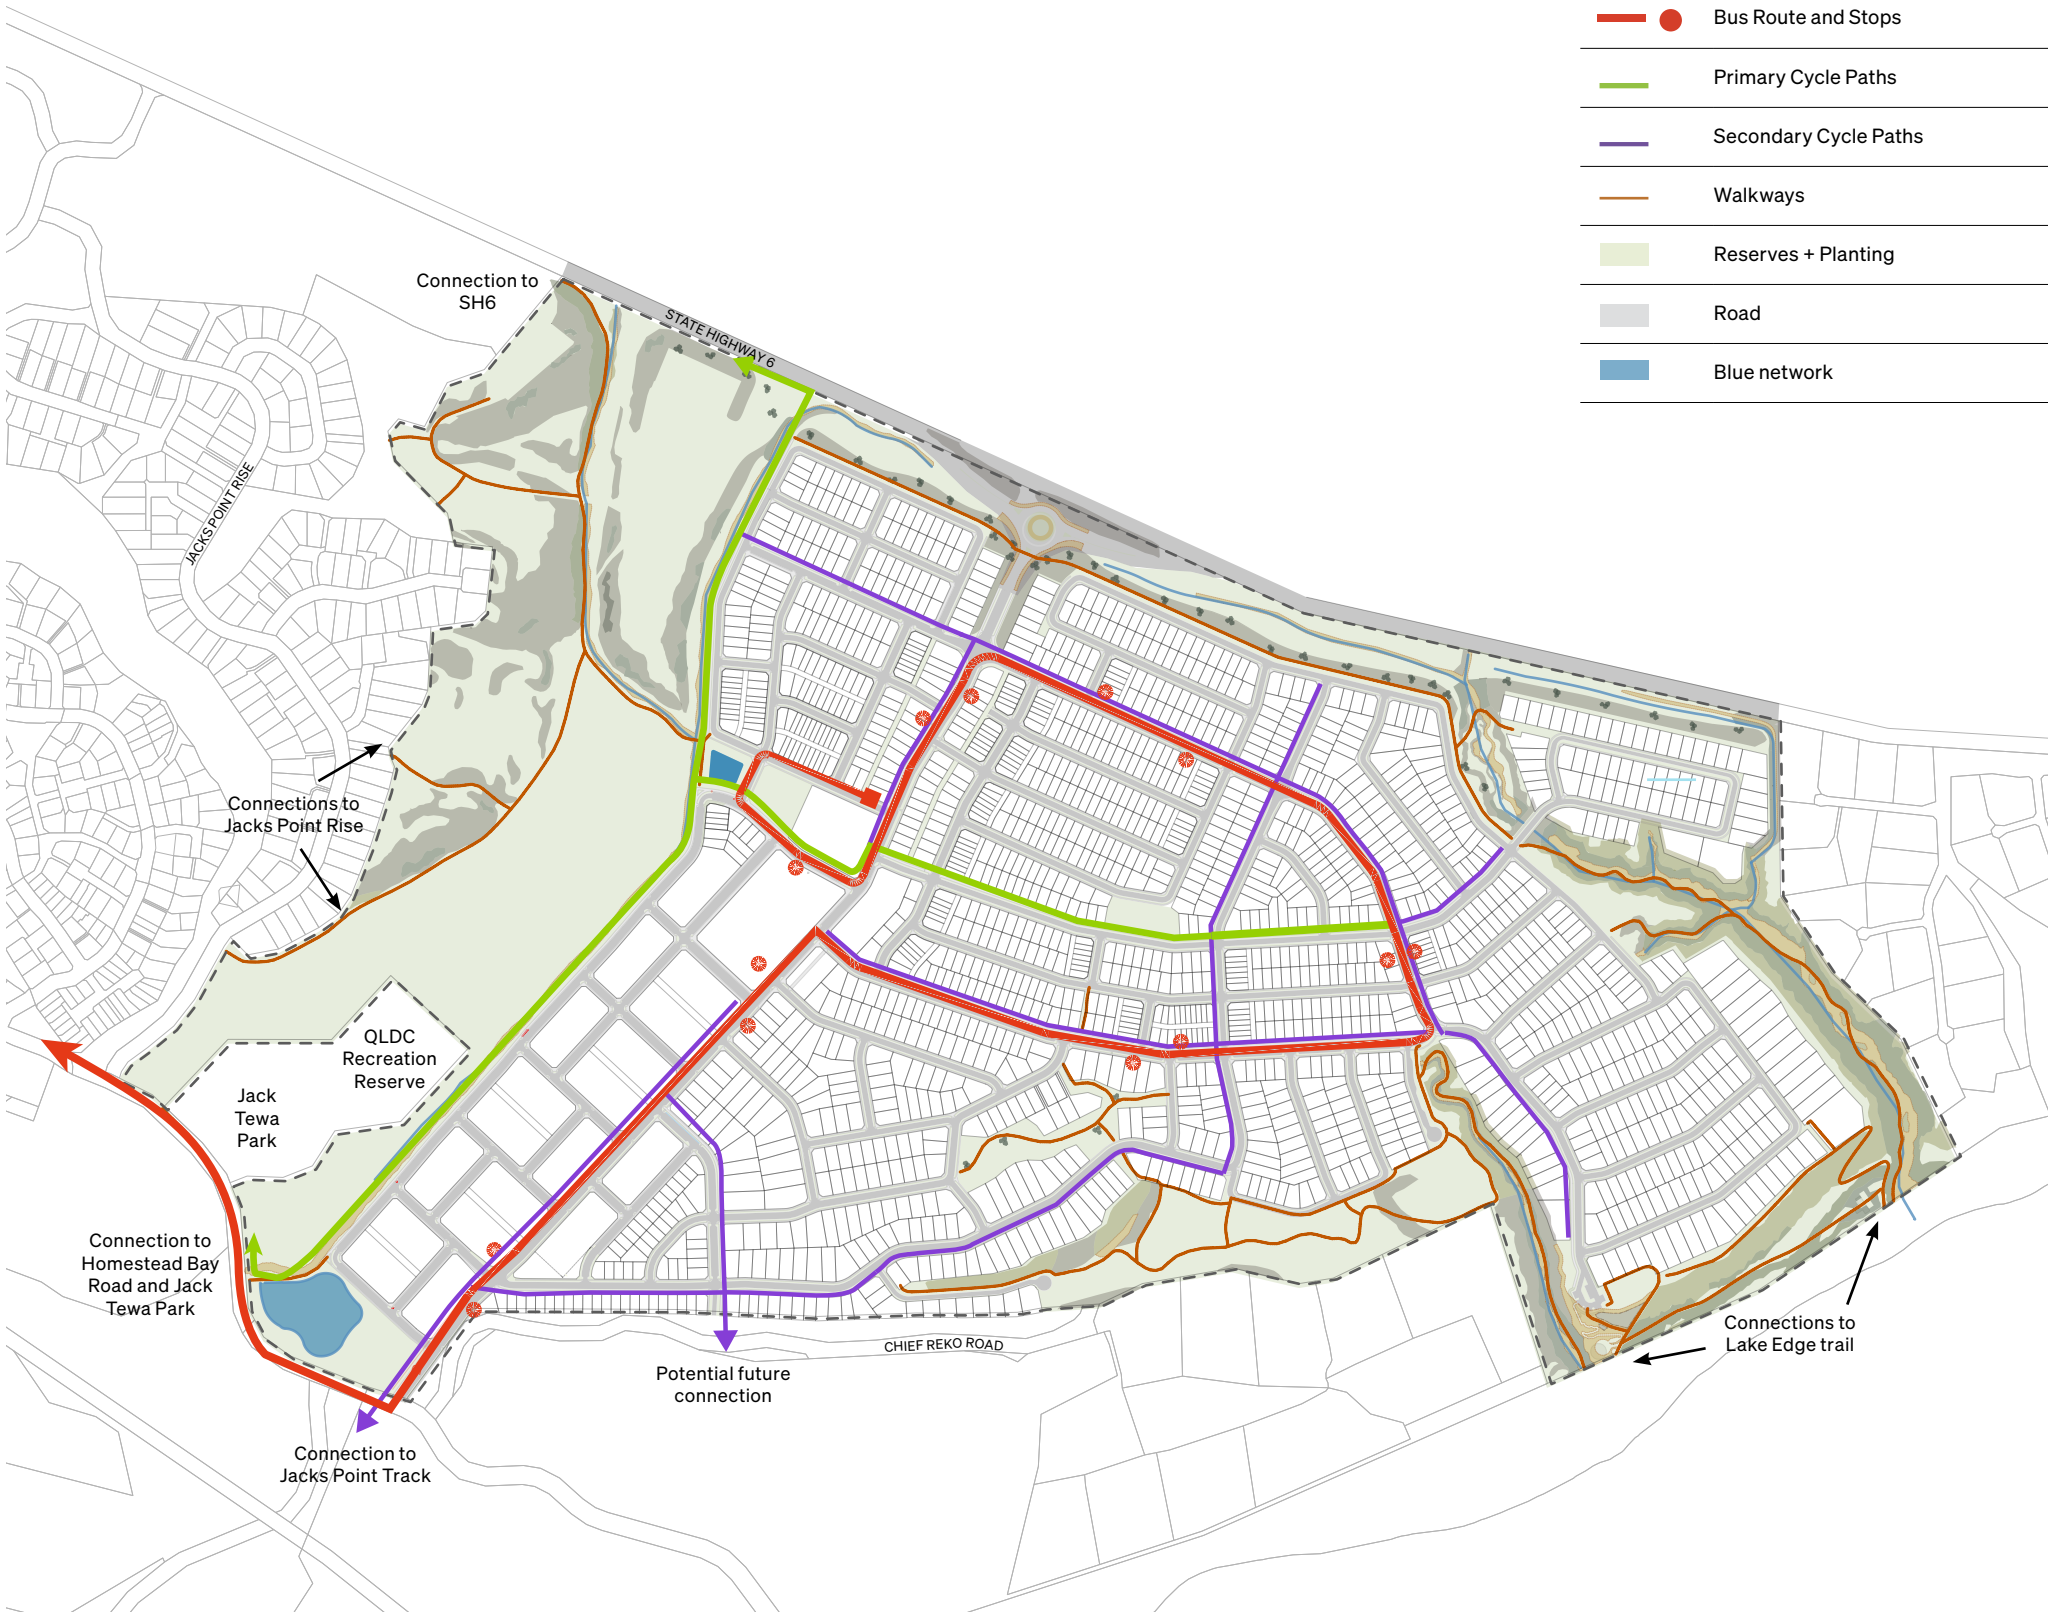 Bus Route and Stops
Primary Cycle Paths
Secondary Cycle Paths
Walkways
Reserves + Planting
Road
Blue network
Connection to
SH6
STATE HIGHWAY 6
JACKS POINT RISE
Connections to
Jacks Point Rise
QLDC
Recreation
Reserve
Jack
Tewa
Park
Connection to
Homestead Bay
Road and Jack
Tewa Park
Connections to
Lake Edge trail
CHIEF REKO ROAD
Potential future
connection
Connection to
Jacks Point Track